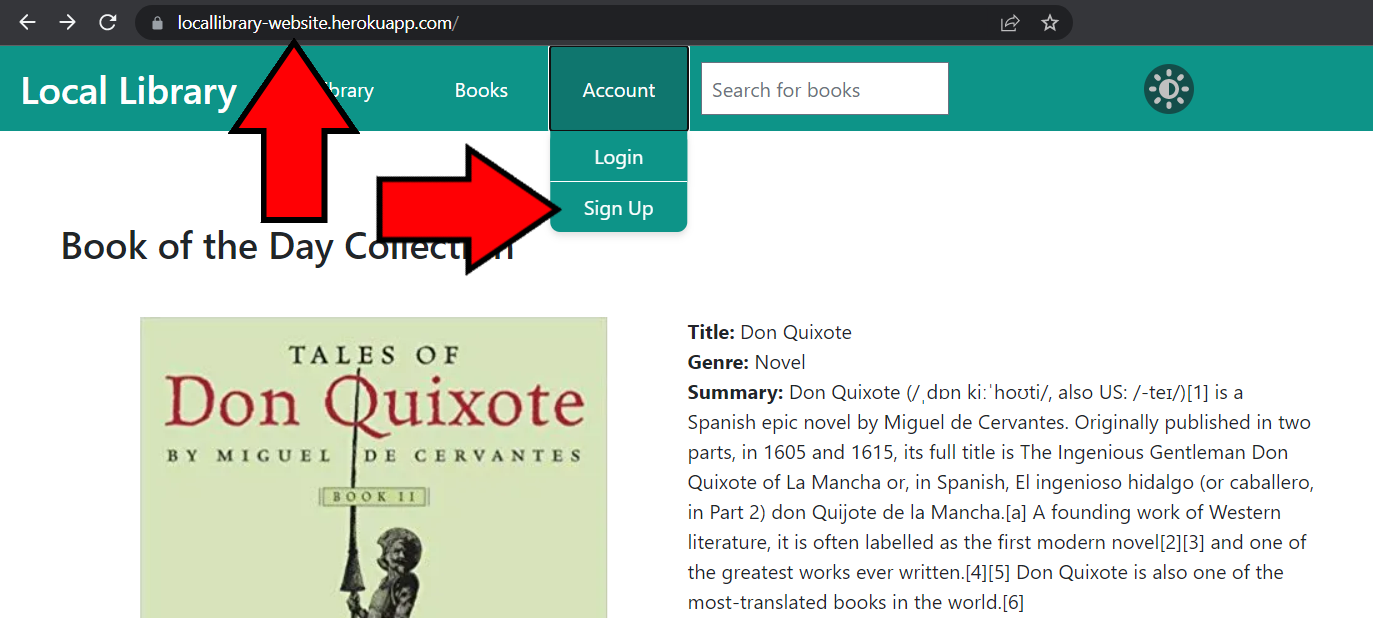 locallibrary-website.herokuapp.com/
Local Library
Books
Account
Search for books
Login
Sign Up
Book of the Day
TALES OF
Don Quixote
BY MIGUEL DE CERVANTES
BOOK II
Title: Don Quixote
Genre: Novel
Summary: Don Quixote (/ˌdɒn kiːˈhoʊti/, also US: /-teɪ/)[1] is a
Spanish epic novel by Miguel de Cervantes. Originally published in two
parts, in 1605 and 1615, its full title is The Ingenious Gentleman Don
Quixote of La Mancha or, in Spanish, El ingenioso hidalgo (or caballero,
in Part 2) don Quijote de la Mancha.[a] A founding work of Western
literature, it is often labelled as the first modern novel[2][3] and one of
the greatest works ever written.[4][5] Don Quixote is also one of the
most-translated books in the world.[6]